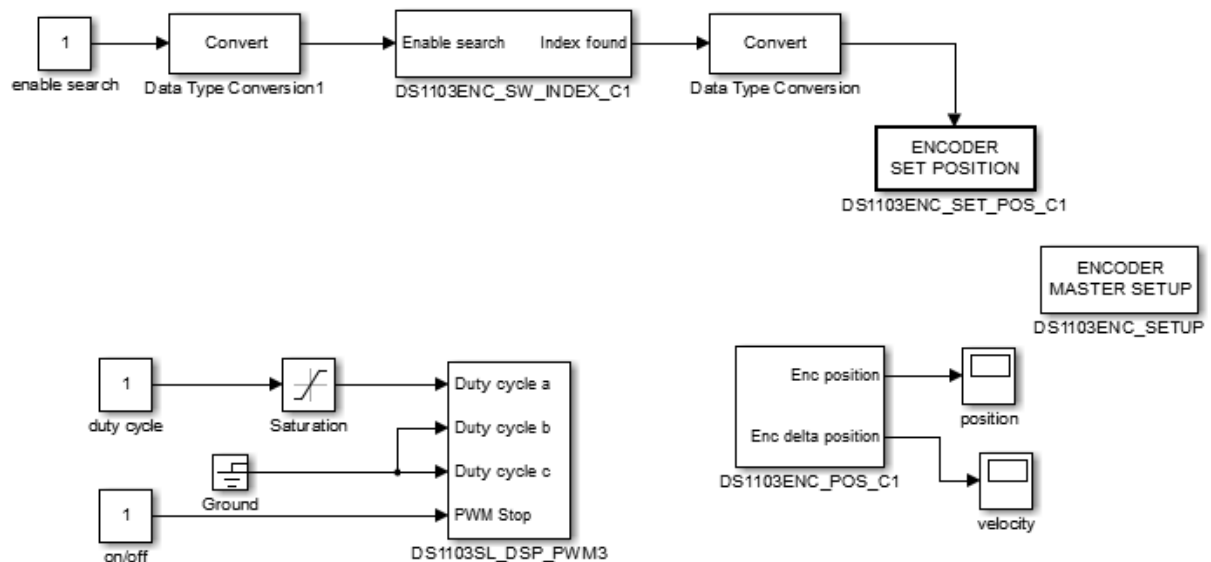 1
enable search
Convert
Data Type Conversion1
Enable search
Index found
DS1103ENC_SW_INDEX_C1
Convert
Data Type Conversion
ENCODER
SET POSITION
DS1103ENC_SET_POS_C1
ENCODER
MASTER SETUP
DS1103ENC_SETUP
1
duty cycle
Saturation
Ground
1
on/off
Duty cycle a
Duty cycle b
Duty cycle c
PWM Stop
DS1103SL_DSP_PWM3
Enc position
Enc delta position
DS1103ENC_POS_C1
position
velocity